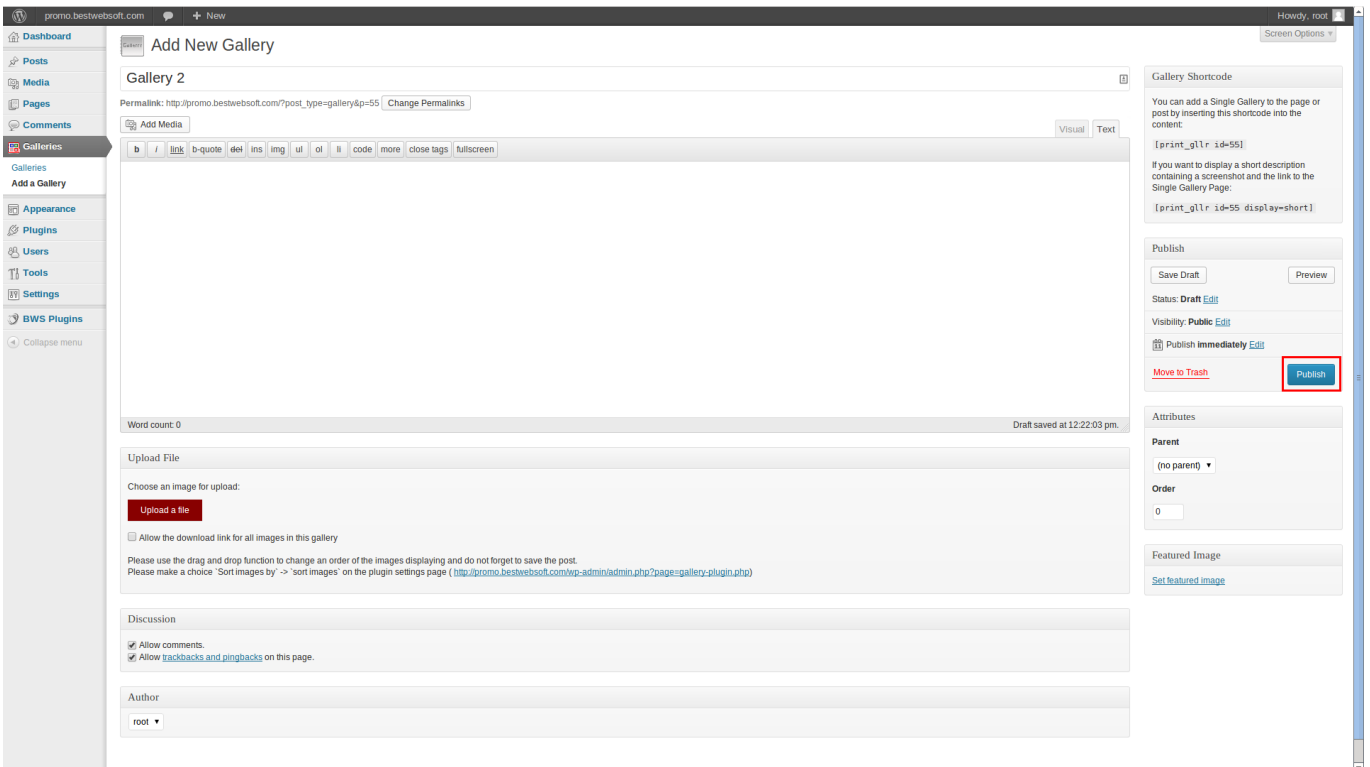 promo.bestwebsoft.com + New Howdy, root
Screen Options ▼
Dashboard
Posts
Media
Pages
Comments
Galleries
Galleries
Add a Gallery
Appearance
Plugins
Users
Tools
Settings
BWS Plugins
Collapse menu
Add New Gallery
Gallery 2
Permalink: http://promo.bestwebsoft.com/?post_type=gallery&p=55 Change Permalinks
Add Media
Visual Text
b i link b-quote del ins img ul ol li code more close tags fullscreen
Word count: 0 Draft saved at 12:22:03 pm.
Upload File
Choose an image for upload:
Upload a file
Allow the download link for all images in this gallery
Please use the drag and drop function to change an order of the images displaying and do not forget to save the post.
Please make a choice `Sort images by` -> `sort images` on the plugin settings page ( http://promo.bestwebsoft.com/wp-admin/admin.php?page=gallery-plugin.php)
Discussion
Allow comments.
Allow trackbacks and pingbacks on this page.
Author
root ▼
Gallery Shortcode
You can add a Single Gallery to the page or
post by inserting this shortcode into the
content:
[print_gllr id=55]
If you want to display a short description
containing a screenshot and the link to the
Single Gallery Page:
[print_gllr id=55 display=short]
Publish
Save Draft Preview
Status: Draft Edit
Visibility: Public Edit
Publish immediately Edit
Move to Trash Publish
Attributes
Parent
(no parent) ▼
Order
0
Featured Image
Set featured image